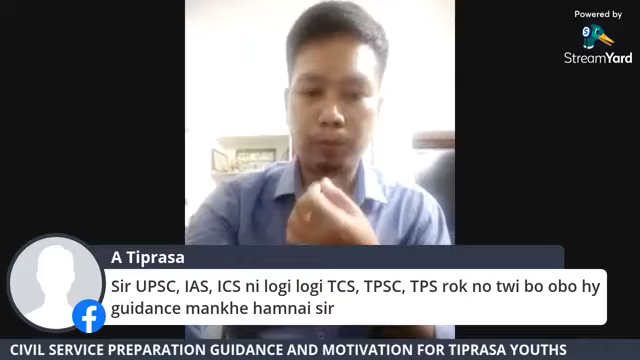 Powered by
StreamYard
A Tiprasa
Sir UPSC, IAS, ICS ni logi logi TCS, TPSC, TPS rok no twi bo obo hy
guidance mankhe hamnai sir
CIVIL SERVICE PREPARATION GUIDANCE AND MOTIVATION FOR TIPRASA YOUTHS